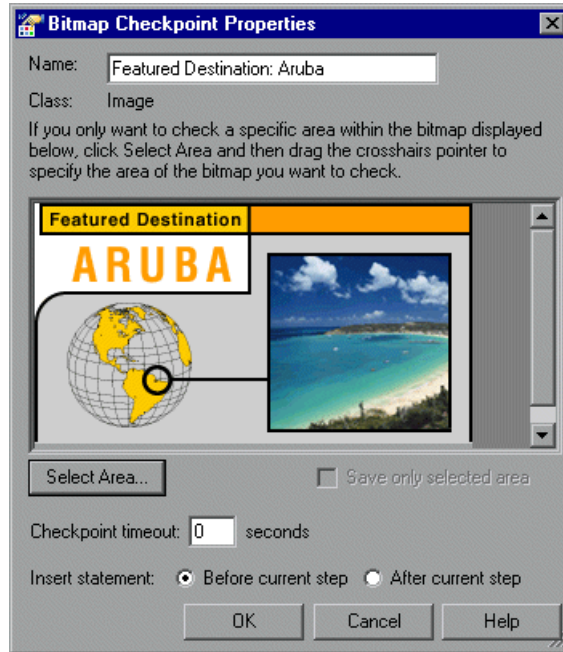 Bitmap Checkpoint Properties
Name: Featured Destination: Aruba
Class: Image
If you only want to check a specific area within the bitmap displayed
below, click Select Area and then drag the crosshairs pointer to
specify the area of the bitmap you want to check.
Featured Destination
ARUBA
Select Area... Save only selected area
Checkpoint timeout: 0 seconds
Insert statement: Before current step After current step
OK Cancel Help